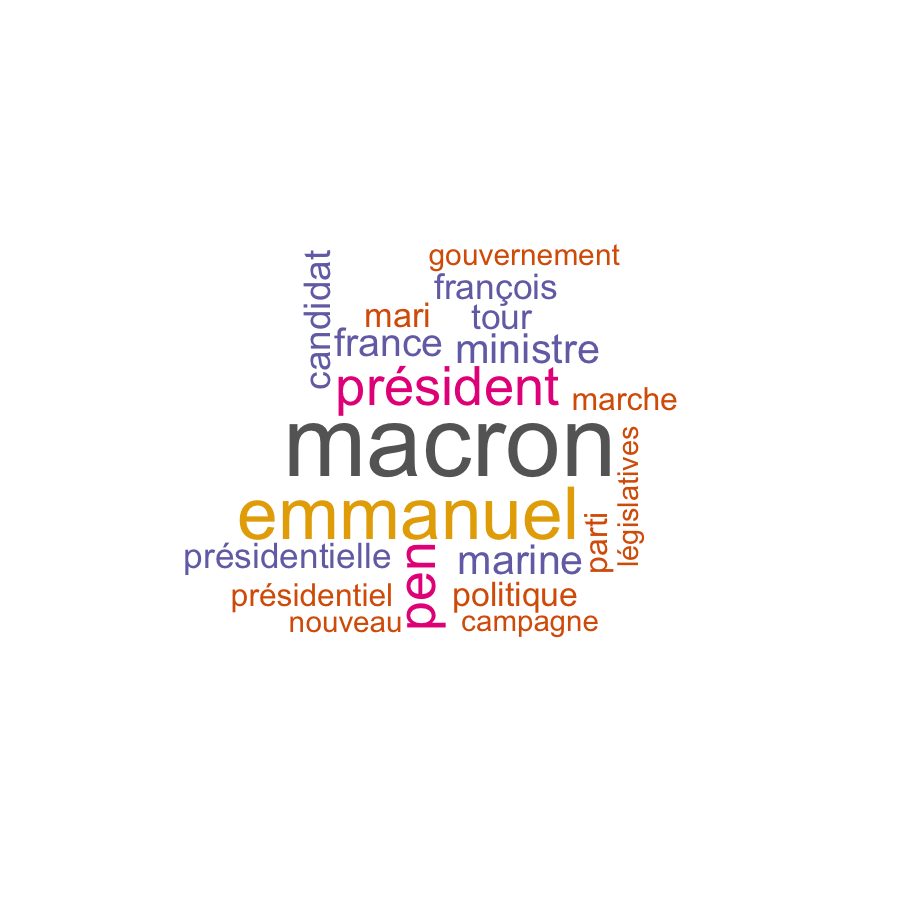 candidat
gouvernement
françois
mari
tour
france
ministre
président
marche
macron
législatives
emmanuel
parti
présidentielle
pen
marine
présidentiel
politique
nouveau
campagne